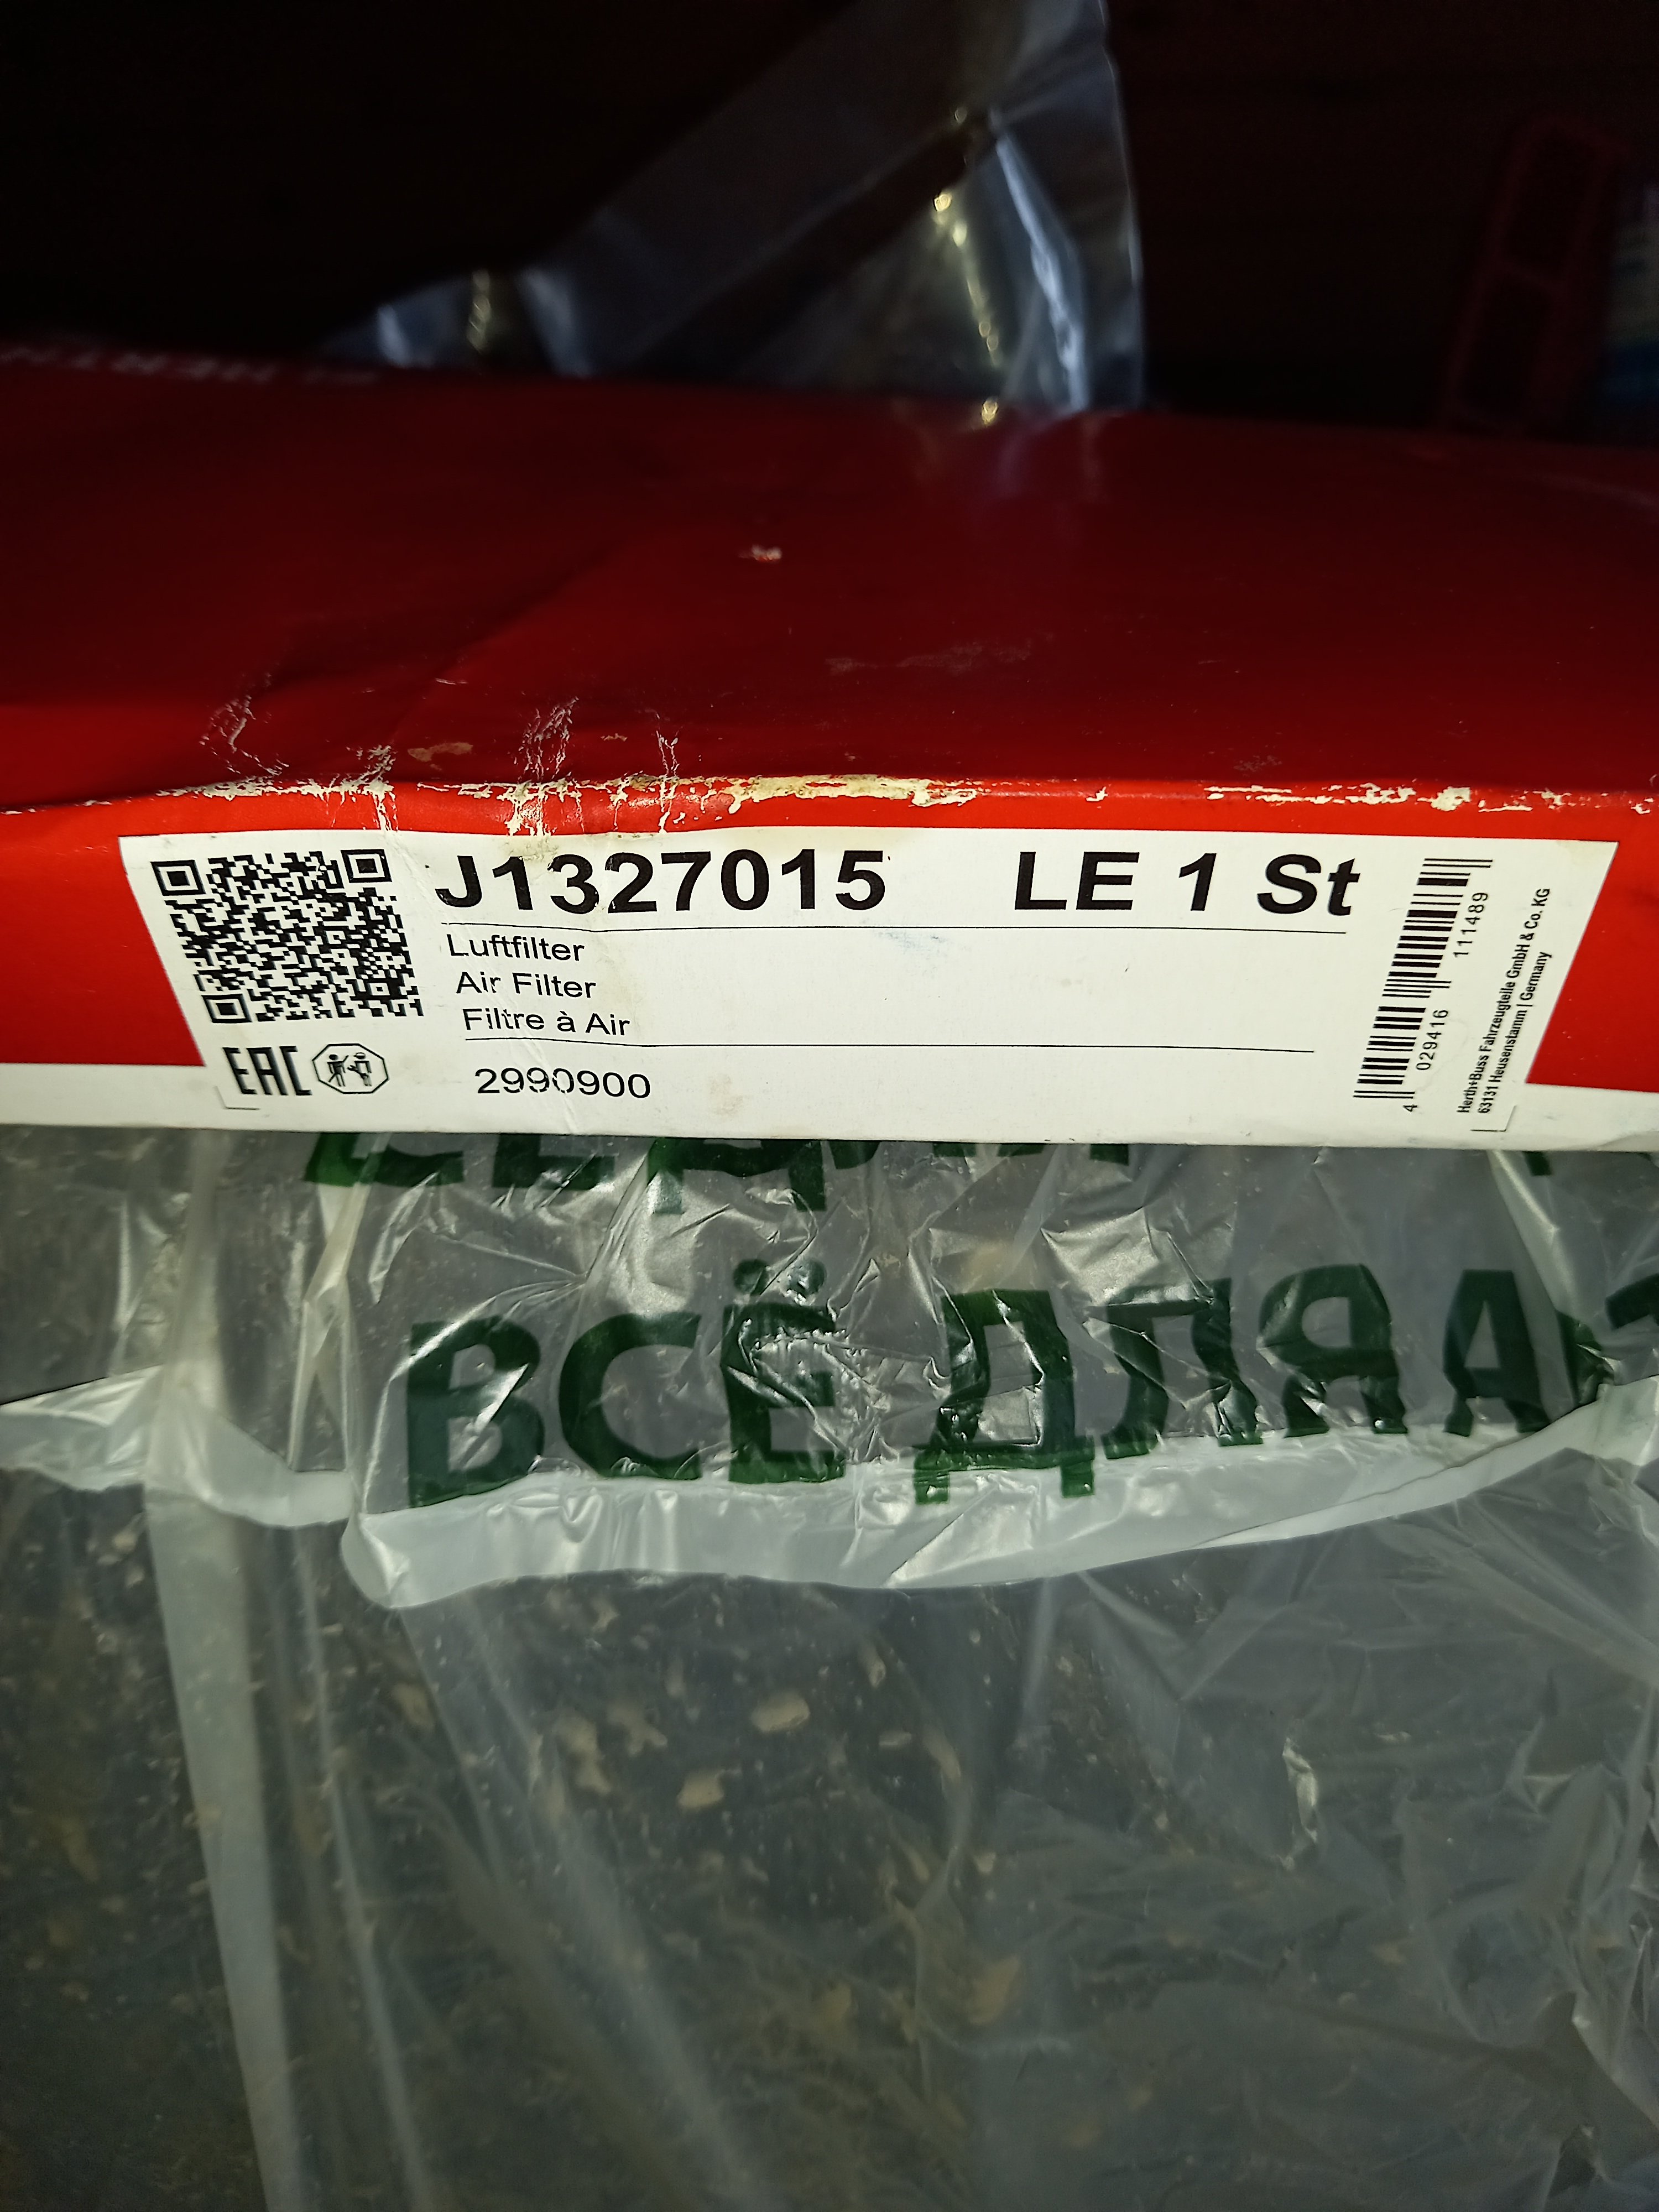 J1327015 LE 1 St
Luftfilter
Air Filter
Filtre à Air
2990900
EAC
4 029416 111489
Herth+Buss Fahrzeugteile GmbH & Co. KG
63131 Heusenstamm | Germany
ВСЁ ДЛЯ